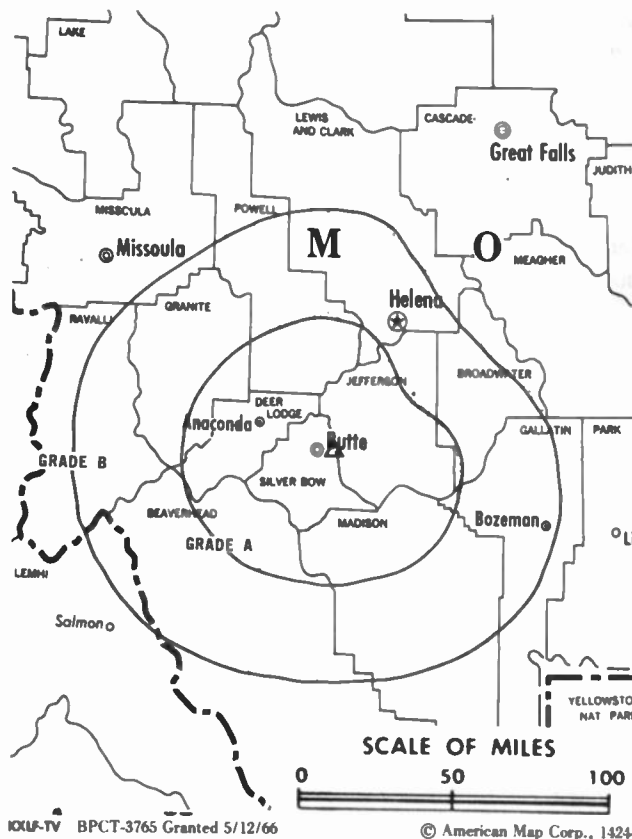 LAKE
LEWIS
AND CLARK
CASCADE
Great Falls
JUDITH
MISSCULA
POWELL
M
O
Missoula
MEAGHER
Helena
RAVALLI
GRANITE
JEFFERSON
BROADWATER
DEER
LODGE
Anaconda
Butte
GALLATIN
PARK
GRADE B
SILVER BOW
BEAVERHEAD
MADISON
Bozeman
GRADE A
LEMHI
Salmon
YELLOWSTO
NAT PARK
SCALE OF MILES
0 50 100
KXLF-TV BPCT-3765 Granted 5/12/66
© American Map Corp., 1424